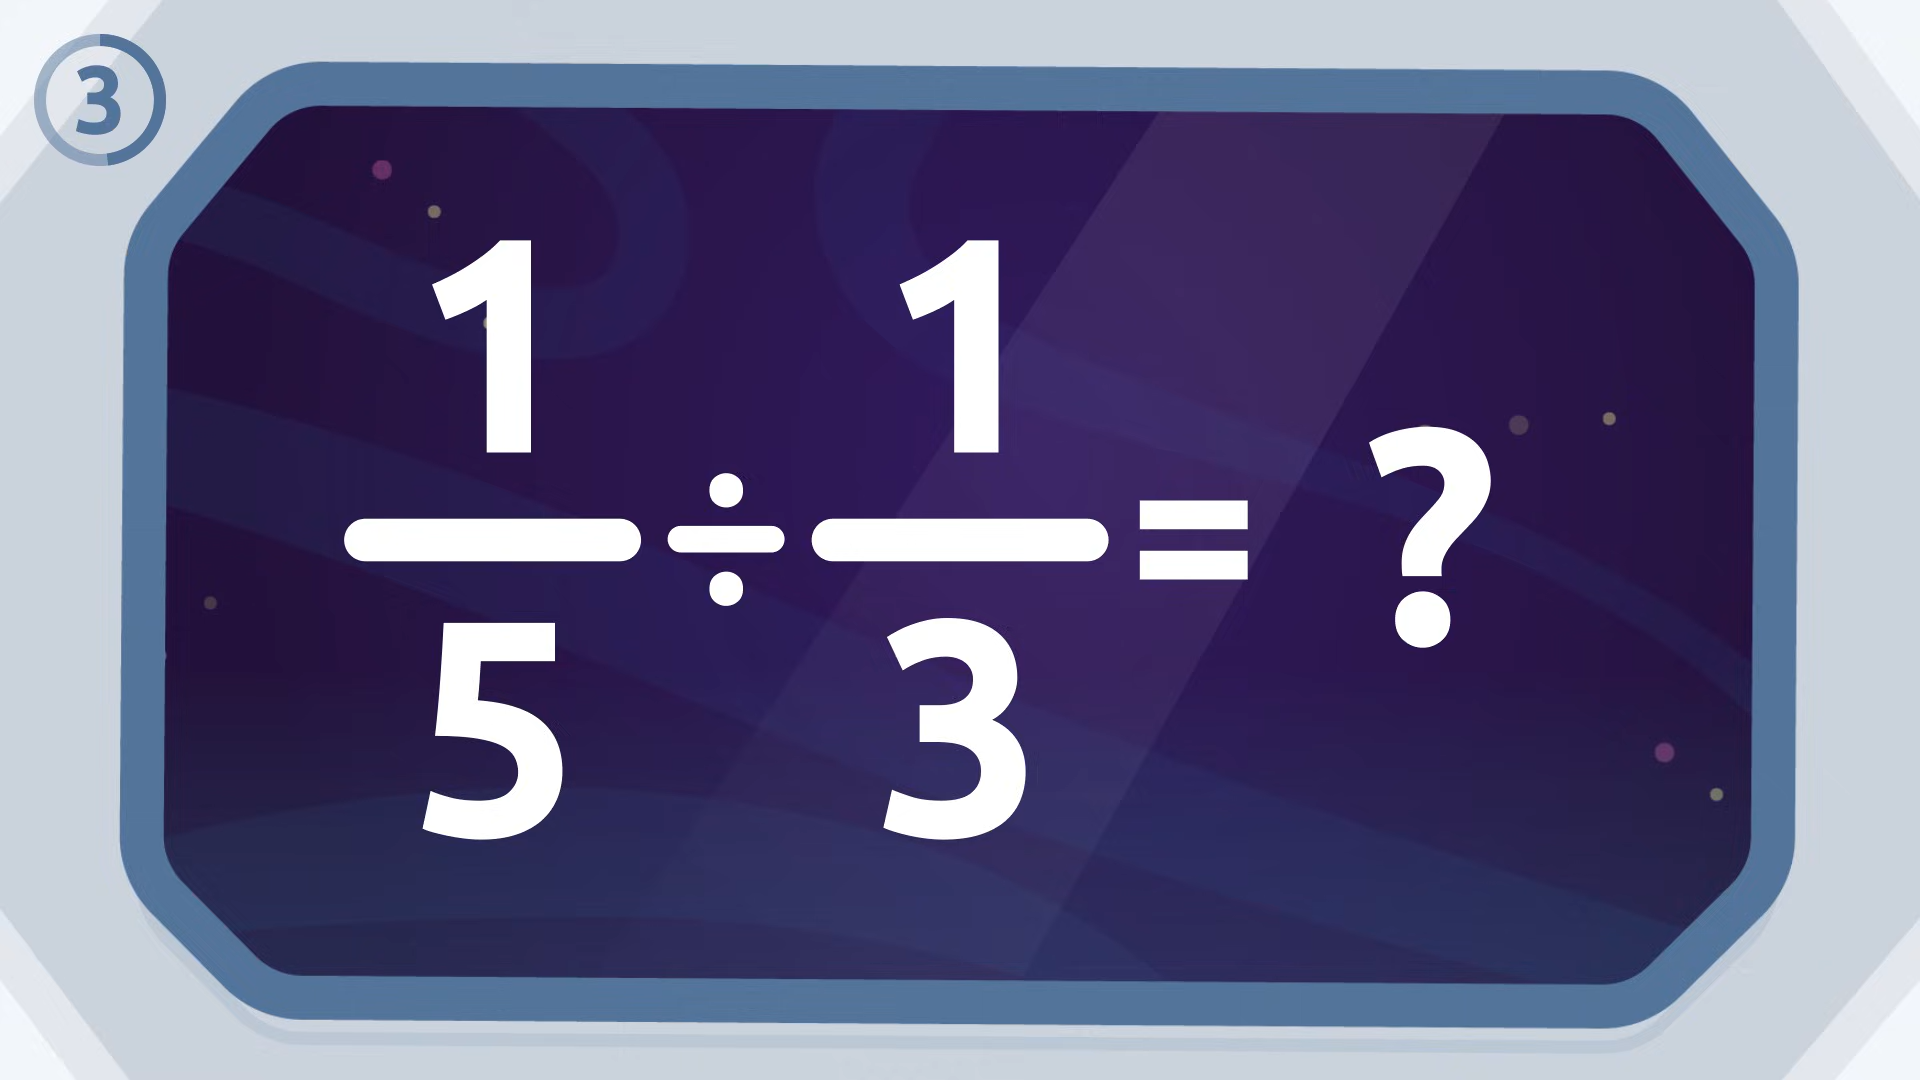 3
1/5 ÷ 1/3 = ?